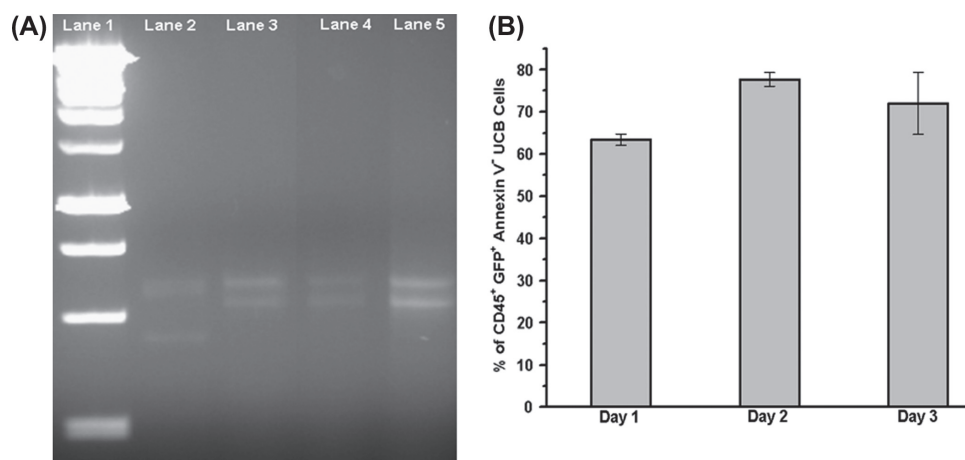 (A)
Lane 1 Lane 2 Lane 3 Lane 4 Lane 5
(B)
% of CD45⁺ GFP⁺ Annexin V⁻ UCB Cells
80
70
60
50
40
30
20
10
0
Day 1 Day 2 Day 3